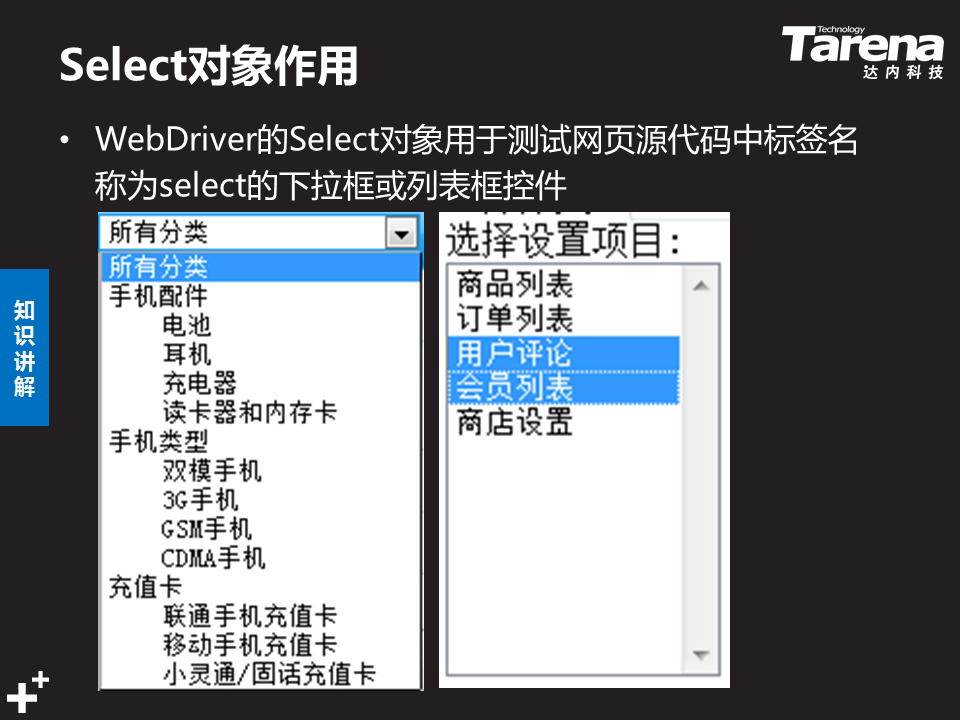 Select对象作用
Technology
Tarena
达内科技
• WebDriver的Select对象用于测试网页源代码中标签名
称为select的下拉框或列表框控件
知
识
讲
解
所有分类
所有分类
手机配件
电池
耳机
充电器
读卡器和内存卡
手机类型
双模手机
3G手机
GSM手机
CDMA手机
充值卡
联通手机充值卡
移动手机充值卡
小灵通/固话充值卡
选择设置项目：
商品列表
订单列表
用户评论
会员列表
商店设置